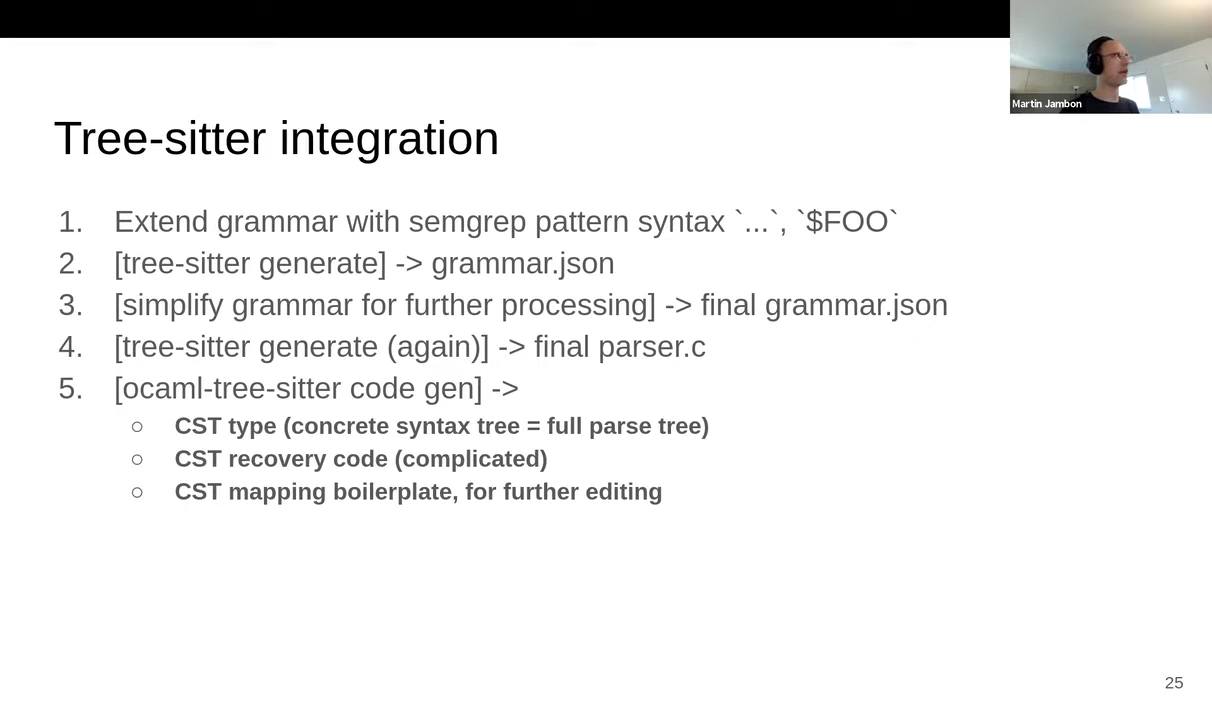 Martin Jambon
Tree-sitter integration
1. Extend grammar with semgrep pattern syntax `...`, `$FOO`
2. [tree-sitter generate] -> grammar.json
3. [simplify grammar for further processing] -> final grammar.json
4. [tree-sitter generate (again)] -> final parser.c
5. [ocaml-tree-sitter code gen] ->
○ CST type (concrete syntax tree = full parse tree)
○ CST recovery code (complicated)
○ CST mapping boilerplate, for further editing
25